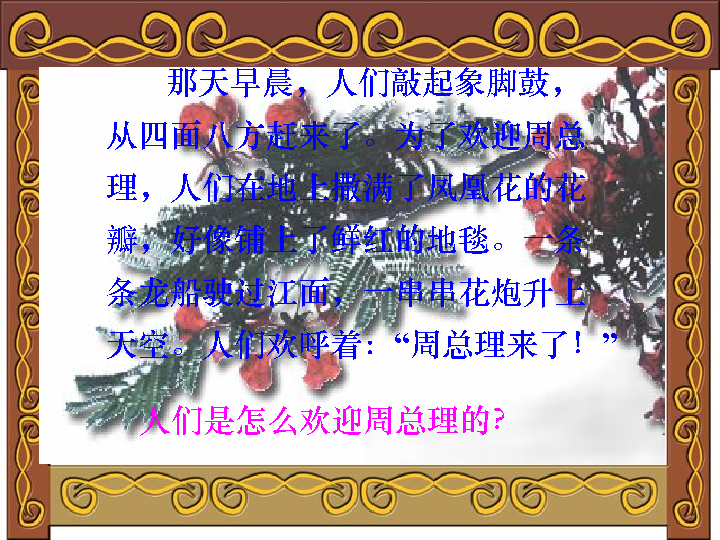 那天早晨，人们敲起象脚鼓，
从四面八方赶来了。为了欢迎周总
理，人们在地上撒满了凤凰花的花
瓣，好像铺上了鲜红的地毯。一条
条龙船驶过江面，一串串花炮升上
天空。人们欢呼着：“周总理来了！”
人们是怎么欢迎周总理的?